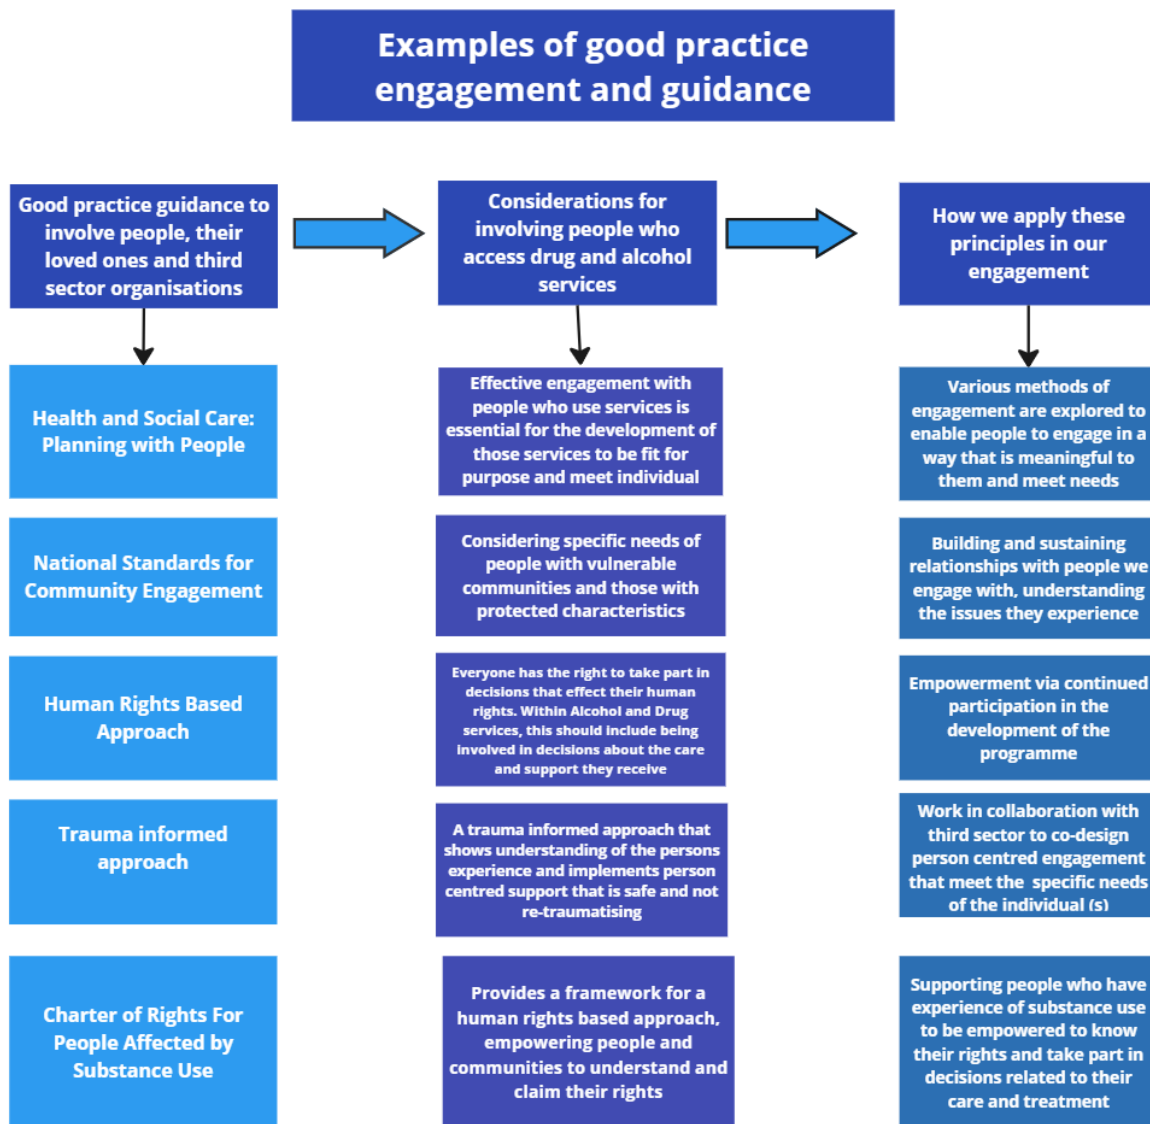 Examples of good practice
engagement and guidance
Good practice guidance to
involve people, their
loved ones and third
sector organisations
Considerations for
involving people who
access drug and alcohol
services
How we apply these
principles in our
engagement
Health and Social Care:
Planning with People
Effective engagement with
people who use services is
essential for the development of
those services to be fit for
purpose and meet individual
Various methods of
engagement are explored to
enable people to engage in a
way that is meaningful to
them and meet needs
National Standards for
Community Engagement
Considering specific needs of
people with vulnerable
communities and those with
protected characteristics
Building and sustaining
relationships with people we
engage with, understanding
the issues they experience
Human Rights Based
Approach
Everyone has the right to take part in
decisions that effect their human
rights. Within Alcohol and Drug
services, this should include being
involved in decisions about the care
and support they receive
Empowerment via continued
participation in the
development of the
programme
Trauma informed
approach
A trauma informed approach that
shows understanding of the persons
experience and implements person
centred support that is safe and not
re-traumatising
Work in collaboration with
third sector to co-design
person centred engagement
that meet the specific needs
of the individual (s)
Charter of Rights For
People Affected by
Substance Use
Provides a framework for a
human rights based approach,
empowering people and
communities to understand and
claim their rights
Supporting people who have
experience of substance use
to be empowered to know
their rights and take part in
decisions related to their
care and treatment